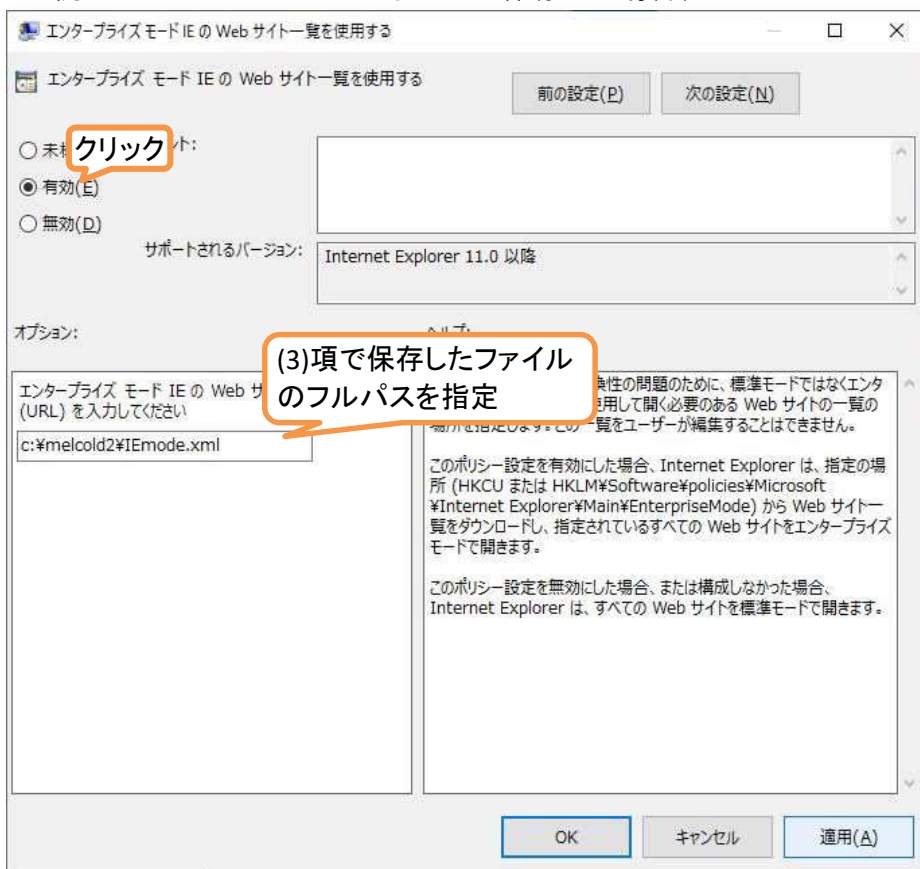 エンタープライズ モード IE の Web サイト一覧を使用する
エンタープライズ モード IE の Web サイト一覧を使用する
前の設定(P)
次の設定(N)
○ 未
クリック
ト:
有効(E)
無効(D)
サポートされるバージョン:
Internet Explorer 11.0 以降
オプション:
ヘルプ:
(3)項で保存したファイル
のフルパスを指定
エンタープライズ モード IE の Web サ
(URL) を入力してください
c:¥melcold2¥IEmode.xml
性の問題のために、標準モードではなくエンタ
用して開く必要のある Web サイトの一覧の
場所を指定します。この一覧をユーザーが編集することはできません。
このポリシー設定を有効にした場合、Internet Explorer は、指定の場
所 (HKCU または HKLM¥Software¥policies¥Microsoft
¥Internet Explorer¥Main¥EnterpriseMode) から Web サイト一
覧をダウンロードし、指定されているすべての Web サイトをエンタープライズ
モードで開きます。
このポリシー設定を無効にした場合、または構成しなかった場合、
Internet Explorer は、すべての Web サイトを標準モードで開きます。
OK
キャンセル
適用(A)